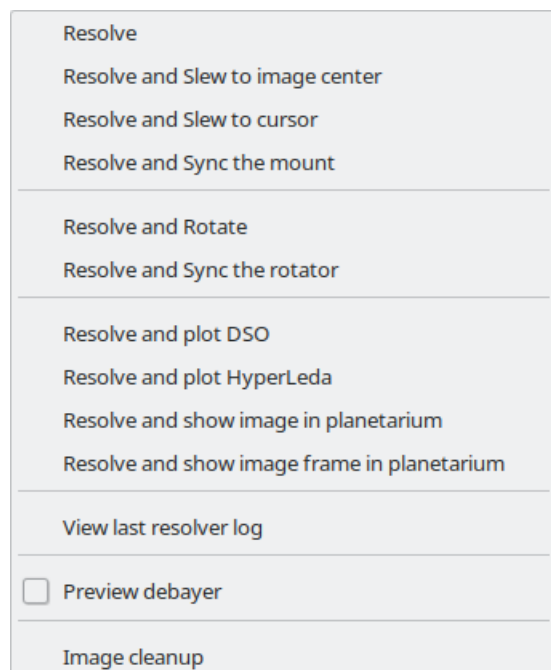 Resolve
Resolve and Slew to image center
Resolve and Slew to cursor
Resolve and Sync the mount
Resolve and Rotate
Resolve and Sync the rotator
Resolve and plot DSO
Resolve and plot HyperLeda
Resolve and show image in planetarium
Resolve and show image frame in planetarium
View last resolver log
Preview debayer
Image cleanup